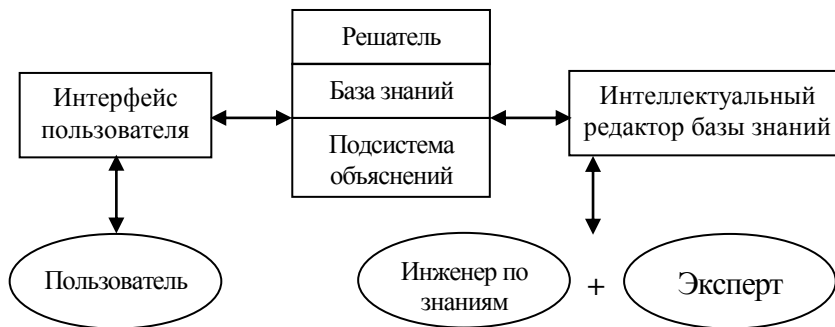 Решатель
Интерфейс
пользователя
База знаний
Подсистема
объяснений
Интеллектуальный
редактор базы знаний
Пользователь
Инженер по
знаниям
+
Эксперт